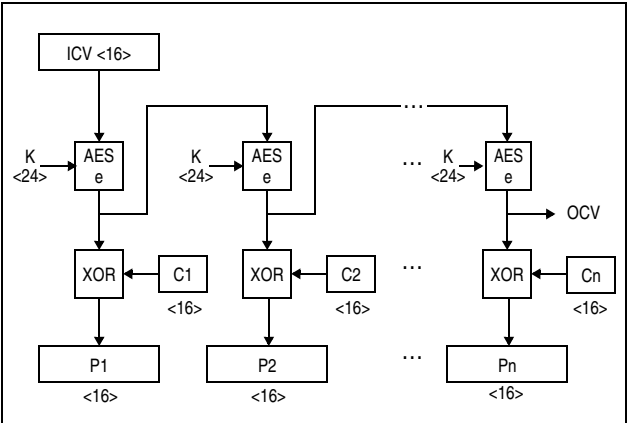 ICV <16>
...
K
<24>
AES
e
K
<24>
AES
e
...
K
<24>
AES
e
OCV
XOR
C1
<16>
XOR
C2
<16>
...
XOR
Cn
<16>
P1
<16>
P2
<16>
...
Pn
<16>